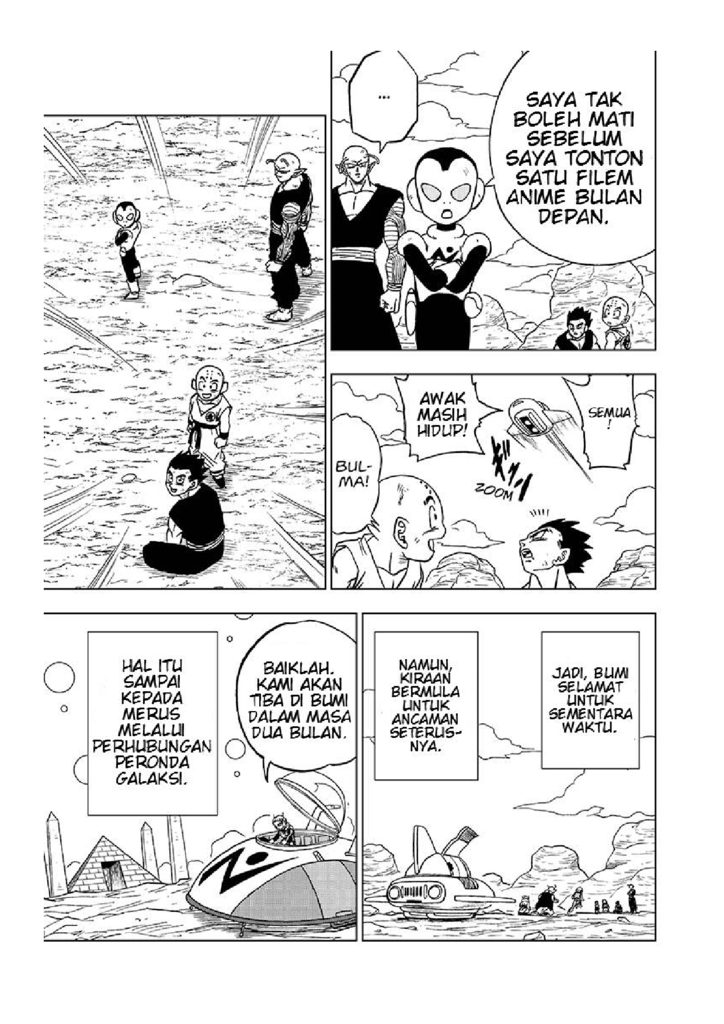 SAYA TAK
BOLEH MATI
SEBELUM
SAYA TONTON
SATU FILEM
ANIME BULAN
DEPAN.
...
SEMUA
!
AWAK
MASIH
HIDUP!
ZOOM
BUL-
MA!
JADI, BUMI
SELAMAT
UNTUK
SEMENTARA
WAKTU.
NAMUN,
KIRAAN
BERMULA
UNTUK
ANCAMAN
SETERUS-
NYA.
BAIKLAH.
KAMI AKAN
TIBA DI BUMI
DALAM MASA
DUA BULAN.
HAL ITU
SAMPAI
KEPADA
MERUS
MELALUI
PERHUBUNGAN
PERONDA
GALAKSI.